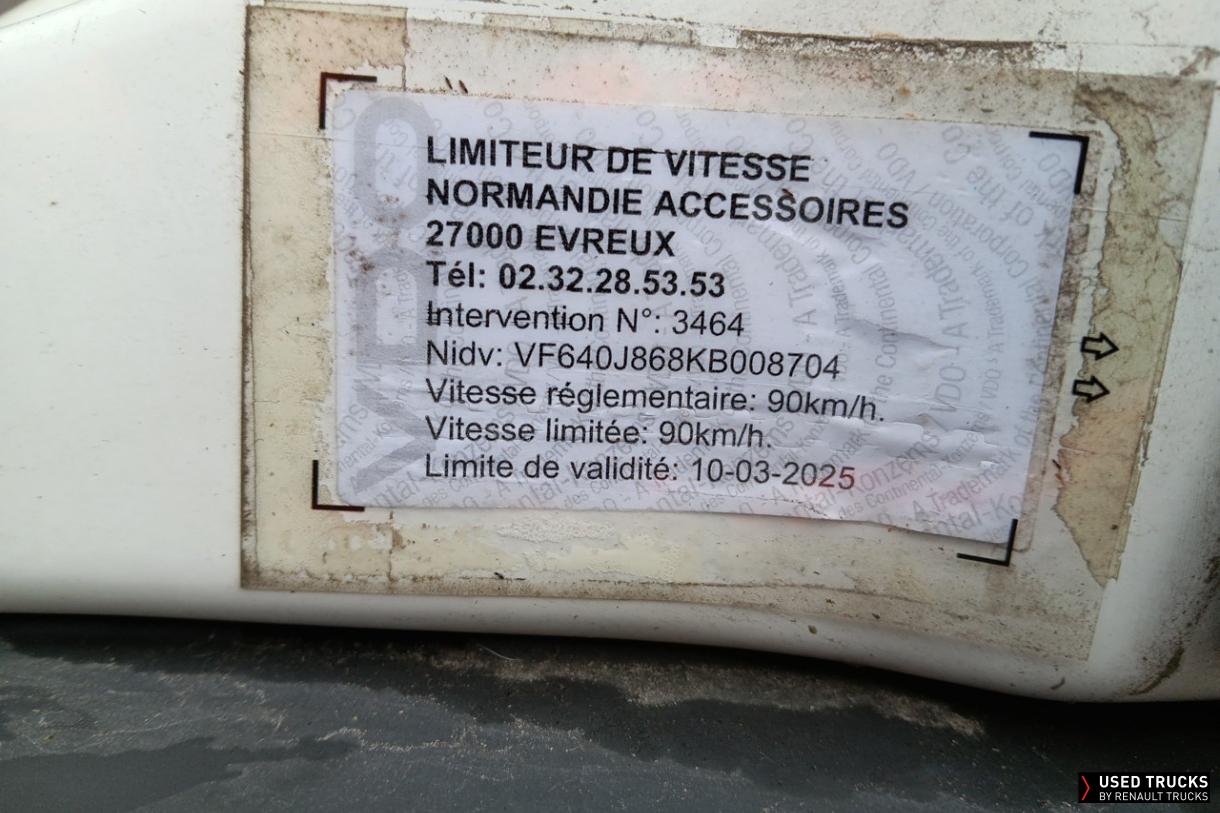 LIMITEUR DE VITESSE
NORMANDIE ACCESSOIRES
27000 EVREUX
Tél: 02.32.28.53.53
Intervention N°: 3464
Nidv: VF640J868KB008704
Vitesse réglementaire: 90km/h.
Vitesse limitée: 90km/h.
Limite de validité: 10-03-2025
USED TRUCKS
BY RENAULT TRUCKS